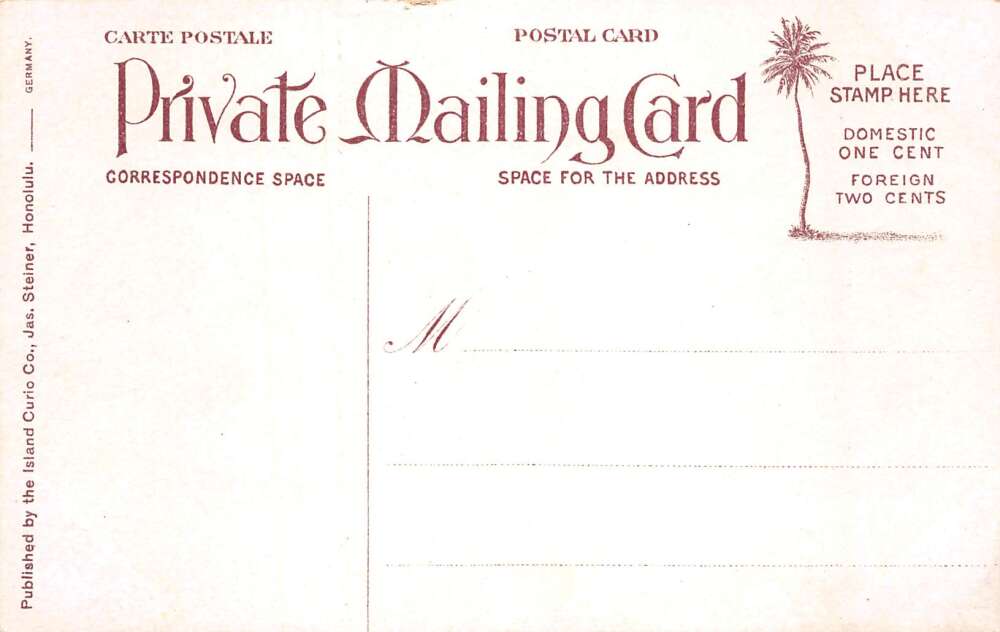 CARTE POSTALE
POSTAL CARD
Private Mailing Card
CORRESPONDENCE SPACE
SPACE FOR THE ADDRESS
PLACE
STAMP HERE
DOMESTIC
ONE CENT
FOREIGN
TWO CENTS
M
Published by the Island Curio Co., Jas. Steiner, Honolulu. —— GERMANY.